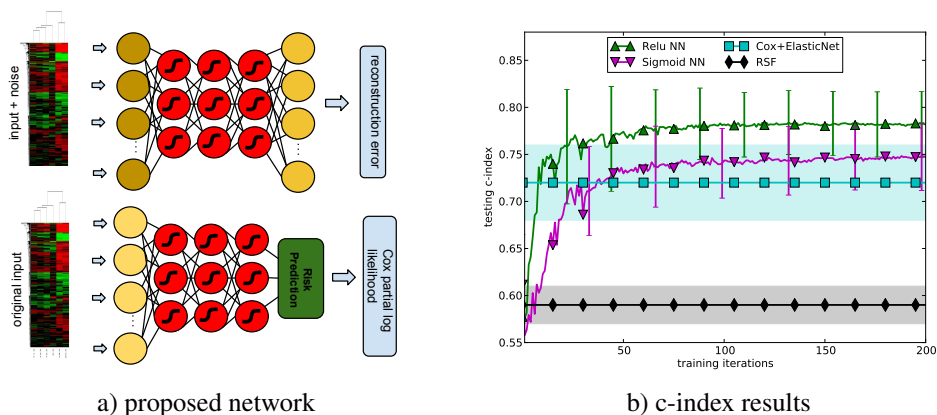 input + noise
reconstruction error
original input
Risk
Prediction
Cox partial log
likelihood
a) proposed network
Relu NN
Sigmoid NN
Cox+ElasticNet
RSF
testing c-index
0.85
0.80
0.75
0.70
0.65
0.60
0.55
50
100
150
200
training iterations
b) c-index results